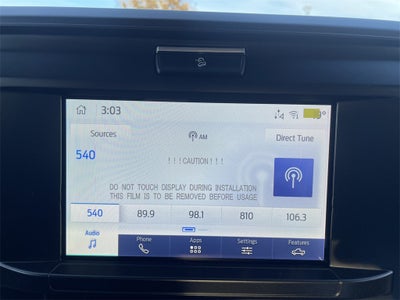 3:03
Sources
AM
Direct Tune
540
!!!CAUTION!!!
DO NOT TOUCH DISPLAY DURING INSTALLATION
THIS FILM IS TO BE REMOVED BEFORE USAGE
540 89.9 98.1 810 106.3
Audio Phone Apps Settings Features